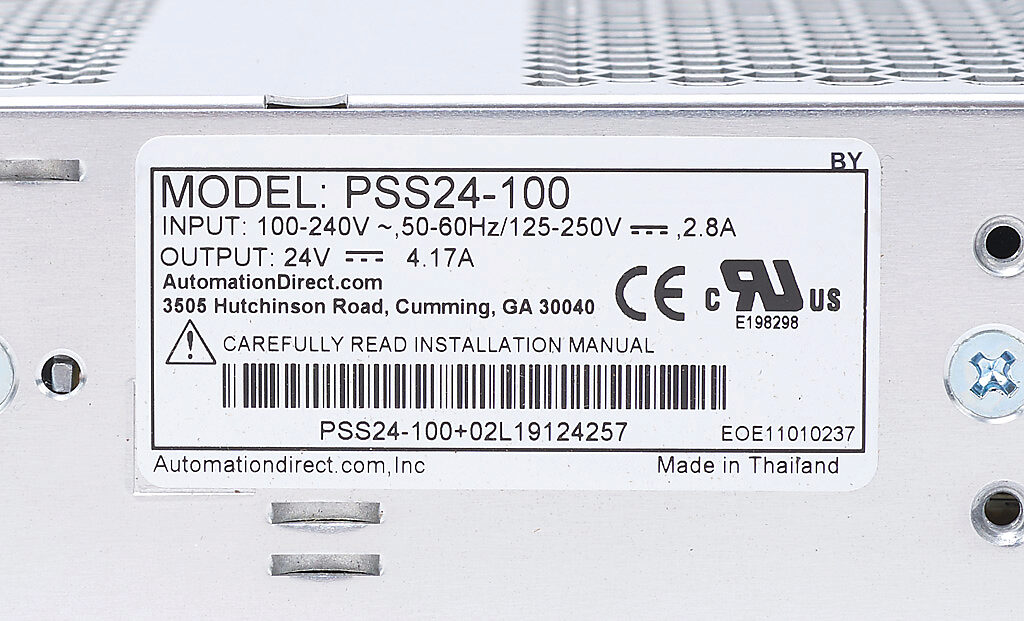 BY
MODEL: PSS24-100
INPUT: 100-240V ~,50-60Hz/125-250V ⎓ ,2.8A
OUTPUT: 24V ⎓ 4.17A
AutomationDirect.com
3505 Hutchinson Road, Cumming, GA 30040
CE c RU US
E198298
CAREFULLY READ INSTALLATION MANUAL
PSS24-100+02L19124257
EOE11010237
Automationdirect.com,Inc
Made in Thailand